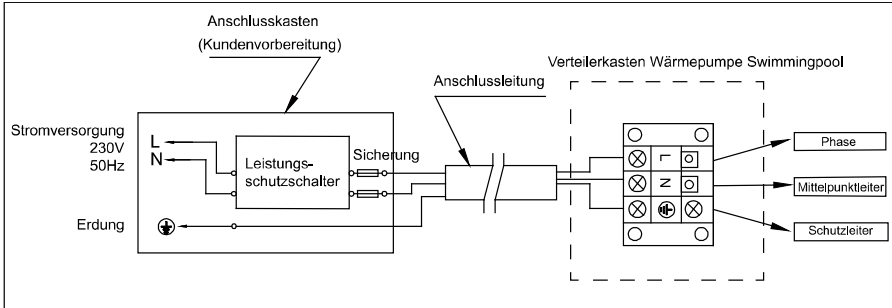 Anschlusskasten
(Kundenvorbereitung)
Verteilerkasten Wärmepumpe Swimmingpool
Anschlussleitung
Stromversorgung
230V
50Hz
L
N
Leistungs-
schutzschalter
Sicherung
Erdung
L
N
Phase
Mittelpunktleiter
Schutzleiter